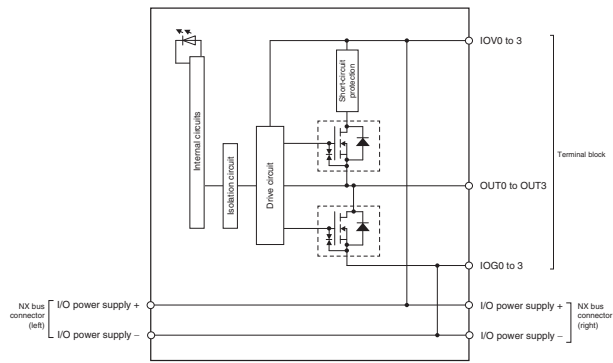 IOV0 to 3
Short-circuit
protection
Internal circuits
Isolation circuit
Drive circuit
Terminal block
OUT0 to OUT3
IOG0 to 3
NX bus
connector
(left)
I/O power supply +
I/O power supply –
I/O power supply +
I/O power supply –
NX bus
connector
(right)